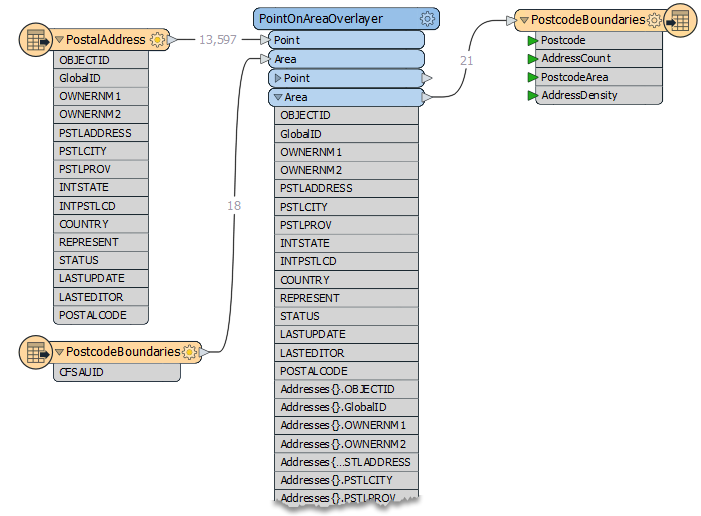 PostalAddress
OBJECTID
GlobalID
OWNERNM1
OWNERNM2
PSTLADDRESS
PSTLCITY
PSTLPROV
INTSTATE
INTPSTLCD
COUNTRY
REPRESENT
STATUS
LASTUPDATE
LASTEDITOR
POSTALCODE
PostcodeBoundaries
CFSAUID
13,597
18
PointOnAreaOverlayer
Point
Area
Point
Area
OBJECTID
GlobalID
OWNERNM1
OWNERNM2
PSTLADDRESS
PSTLCITY
PSTLPROV
INTSTATE
INTPSTLCD
COUNTRY
REPRESENT
STATUS
LASTUPDATE
LASTEDITOR
POSTALCODE
Addresses{}.OBJECTID
Addresses{}.GlobalID
Addresses{}.OWNERNM1
Addresses{}.OWNERNM2
Addresses{...STLADDRESS
Addresses{}.PSTLCITY
Addresses{}.PSTLPROV
21
PostcodeBoundaries
Postcode
AddressCount
PostcodeArea
AddressDensity